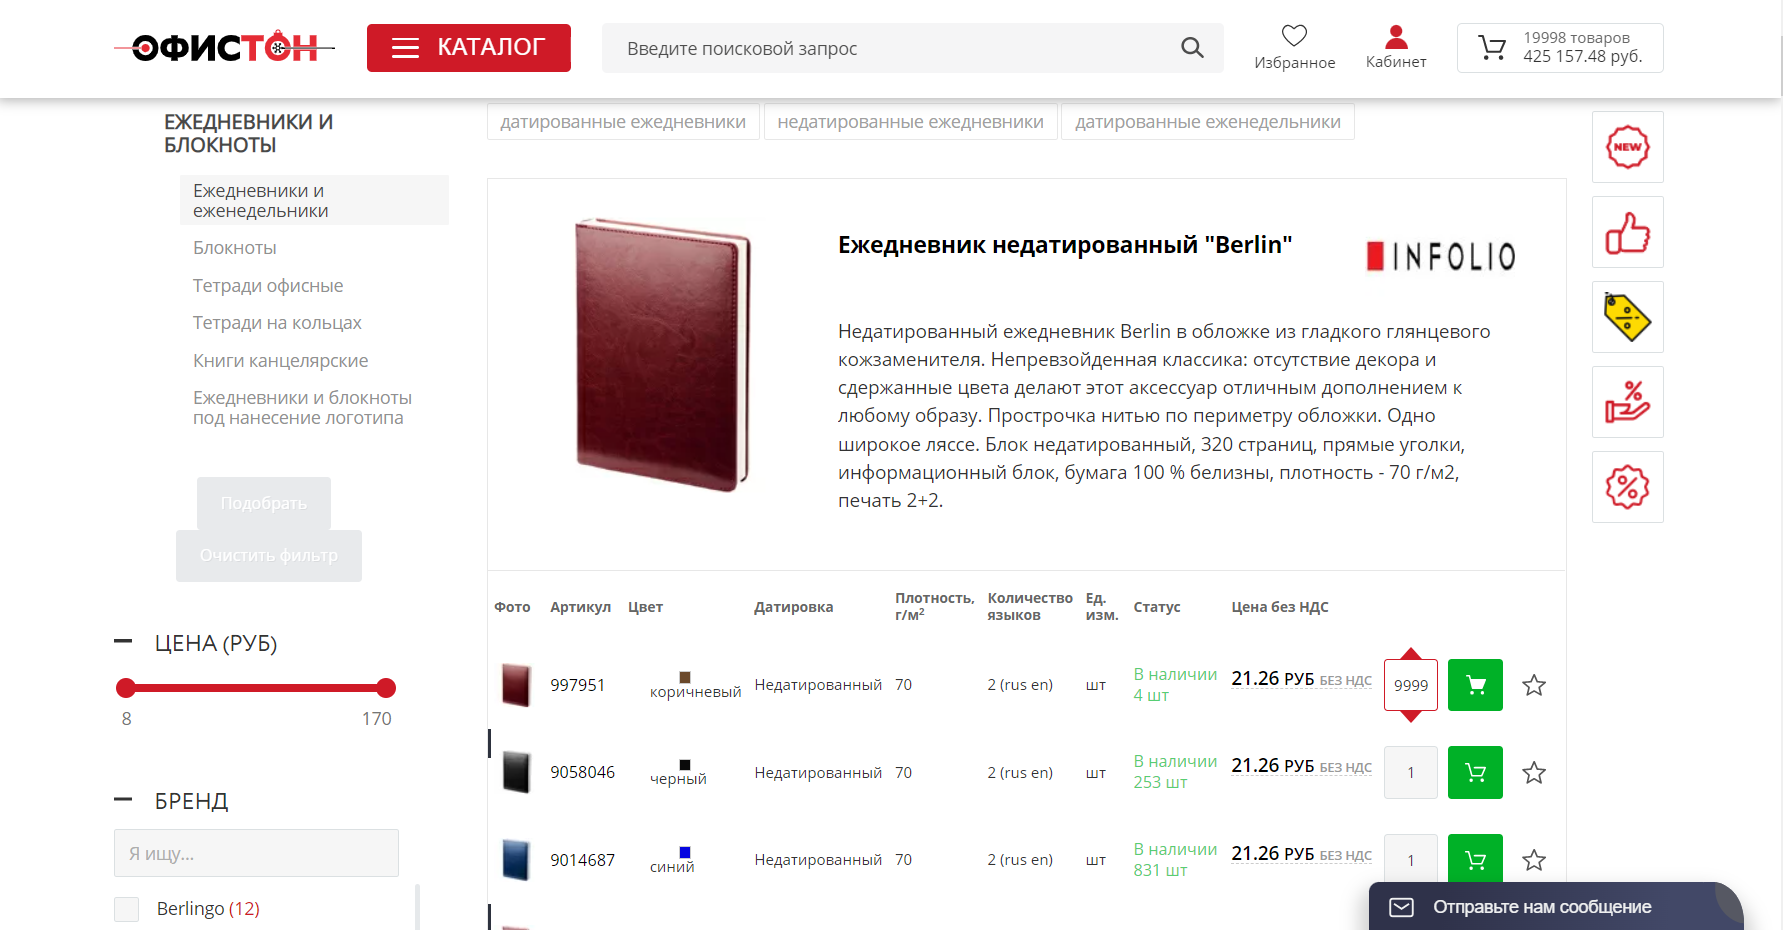 ОФИСТОН
КАТАЛОГ
Введите поисковой запрос
Избранное
Кабинет
19998 товаров
425 157.48 руб.
ЕЖЕДНЕВНИКИ И
БЛОКНОТЫ
Ежедневники и
еженедельники
Блокноты
Тетради офисные
Тетради на кольцах
Книги канцелярские
Ежедневники и блокноты
под нанесение логотипа
Подобрать
Очистить фильтр
ЦЕНА (РУБ)
8 170
БРЕНД
Я ищу...
Berlingo (12)
датированные ежедневники
недатированные ежедневники
датированные еженедельники
Ежедневник недатированный "Berlin"
INFOLIO
Недатированный ежедневник Berlin в обложке из гладкого глянцевого
кожзаменителя. Непревзойденная классика: отсутствие декора и
сдержанные цвета делают этот аксессуар отличным дополнением к
любому образу. Прострочка нитью по периметру обложки. Одно
широкое ляссе. Блок недатированный, 320 страниц, прямые уголки,
информационный блок, бумага 100 % белизны, плотность - 70 г/м2,
печать 2+2.
Фото Артикул Цвет Датировка Плотность, г/м² Количество языков Ед. изм. Статус Цена без НДС
997951 коричневый Недатированный 70 2 (rus en) шт В наличии 4 шт 21.26 РУБ БЕЗ НДС 9999
9058046 черный Недатированный 70 2 (rus en) шт В наличии 253 шт 21.26 РУБ БЕЗ НДС 1
9014687 синий Недатированный 70 2 (rus en) шт В наличии 831 шт 21.26 РУБ БЕЗ НДС 1
NEW
Отправьте нам сообщение